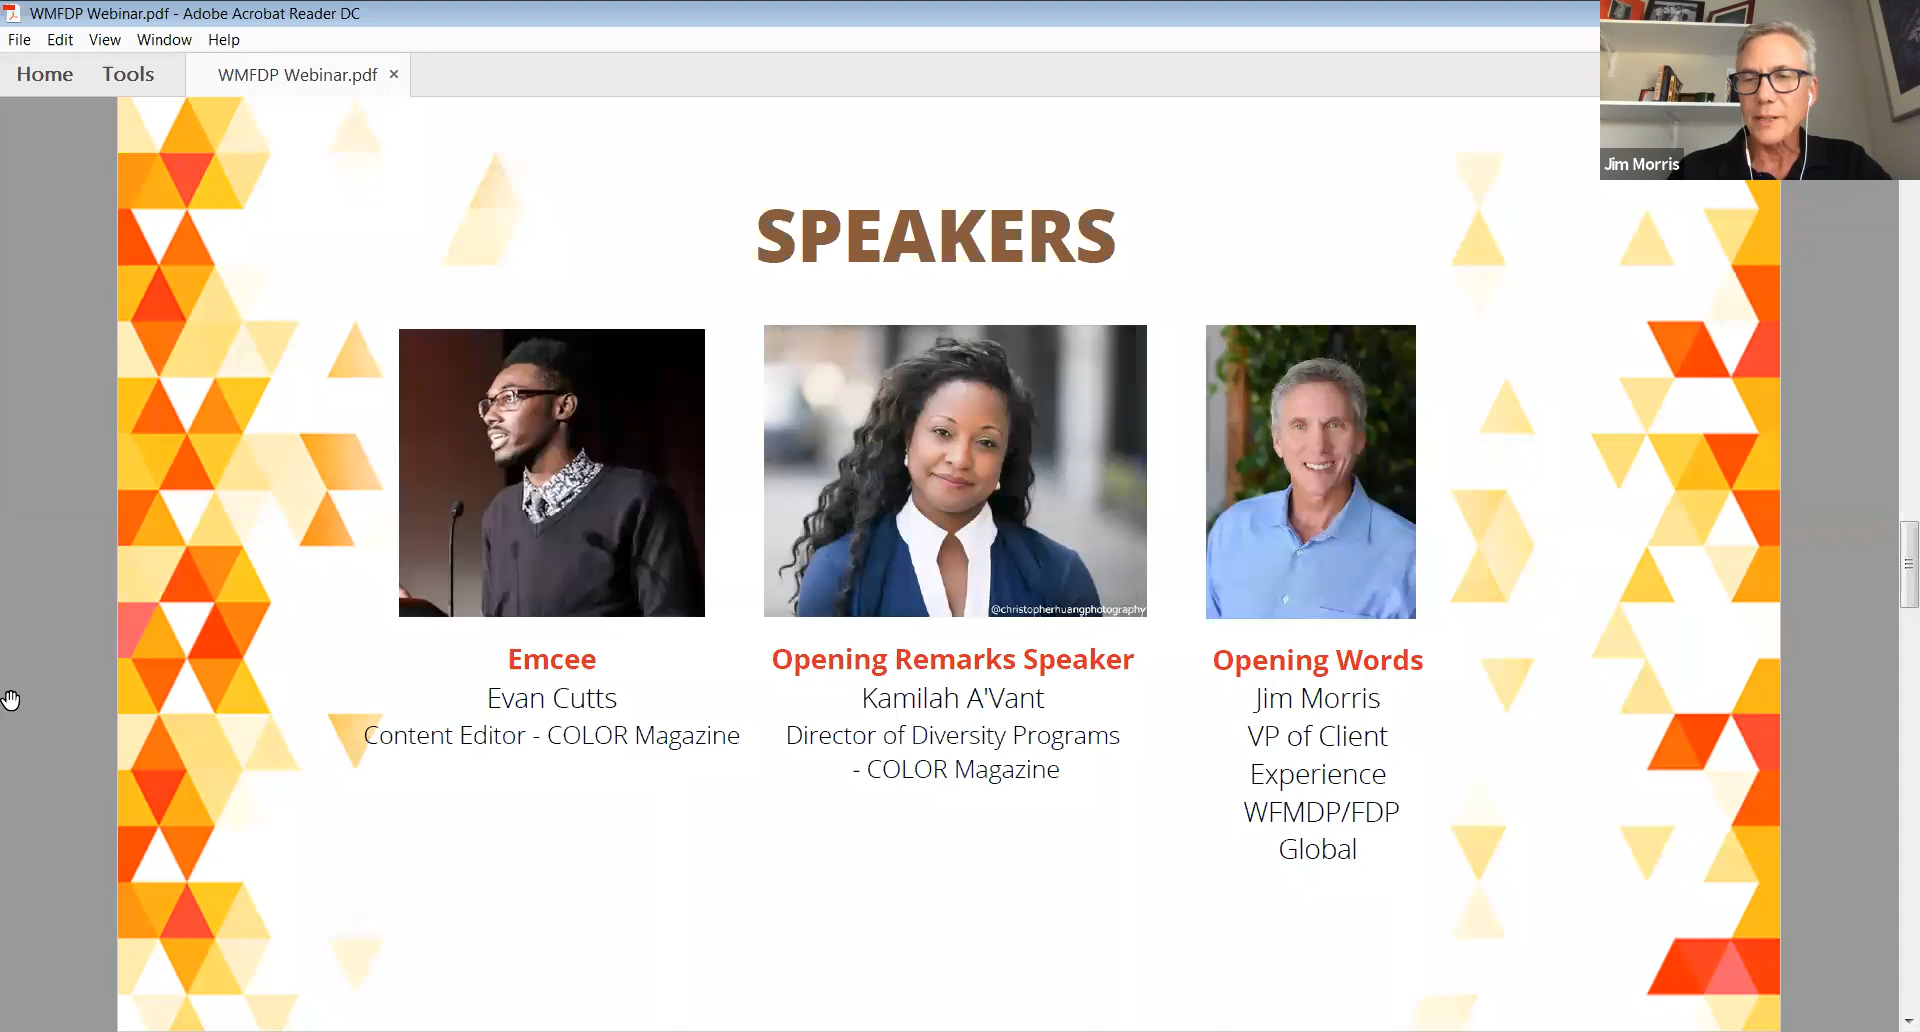 WMFDP Webinar.pdf - Adobe Acrobat Reader DC
File Edit View Window Help
Home Tools WMFDP Webinar.pdf ×
Jim Morris
SPEAKERS
@christopherhuangphotography
Emcee
Evan Cutts
Content Editor - COLOR Magazine
Opening Remarks Speaker
Kamilah A'Vant
Director of Diversity Programs
- COLOR Magazine
Opening Words
Jim Morris
VP of Client
Experience
WFMDP/FDP
Global